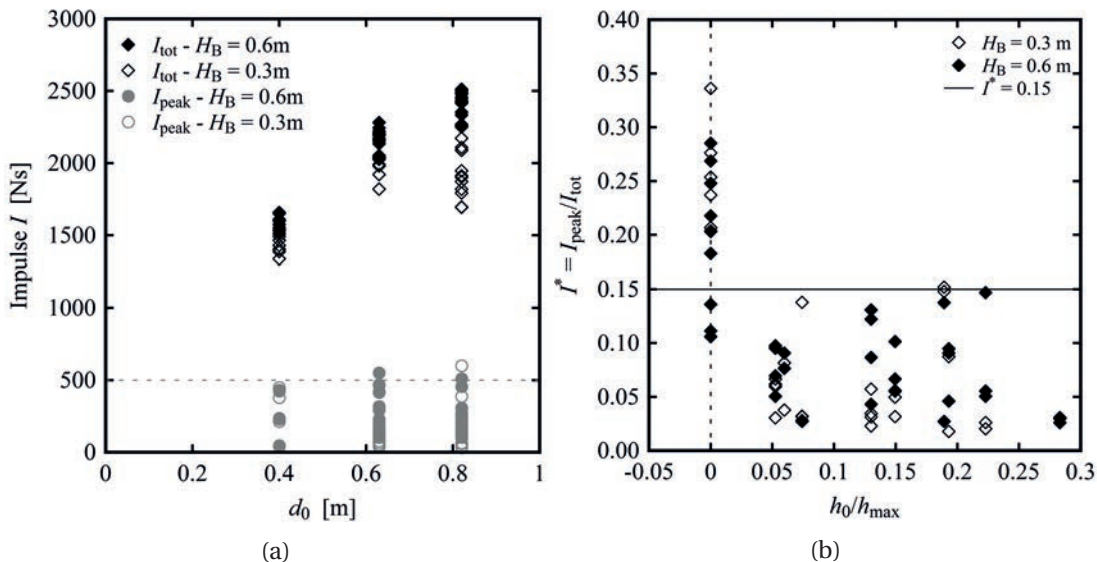 3000
2500
2000
1500
1000
500
0
Impulse I [Ns]
I_tot - H_B = 0.6m
I_tot - H_B = 0.3m
I_peak - H_B = 0.6m
I_peak - H_B = 0.3m
0 0.2 0.4 0.6 0.8 1
d_0 [m]
(a)
0.40
0.35
0.30
0.25
0.20
0.15
0.10
0.05
0.00
I* = I_peak/I_tot
H_B = 0.3 m
H_B = 0.6 m
I* = 0.15
-0.05 0 0.05 0.1 0.15 0.2 0.25 0.3
h_0/h_max
(b)